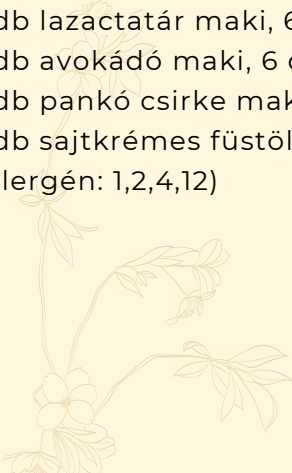 db lazactatár maki, 6
db avokádó maki, 6
db pankó csirke mak
db sajtkrémes füstöl
lergén: 1,2,4,12)